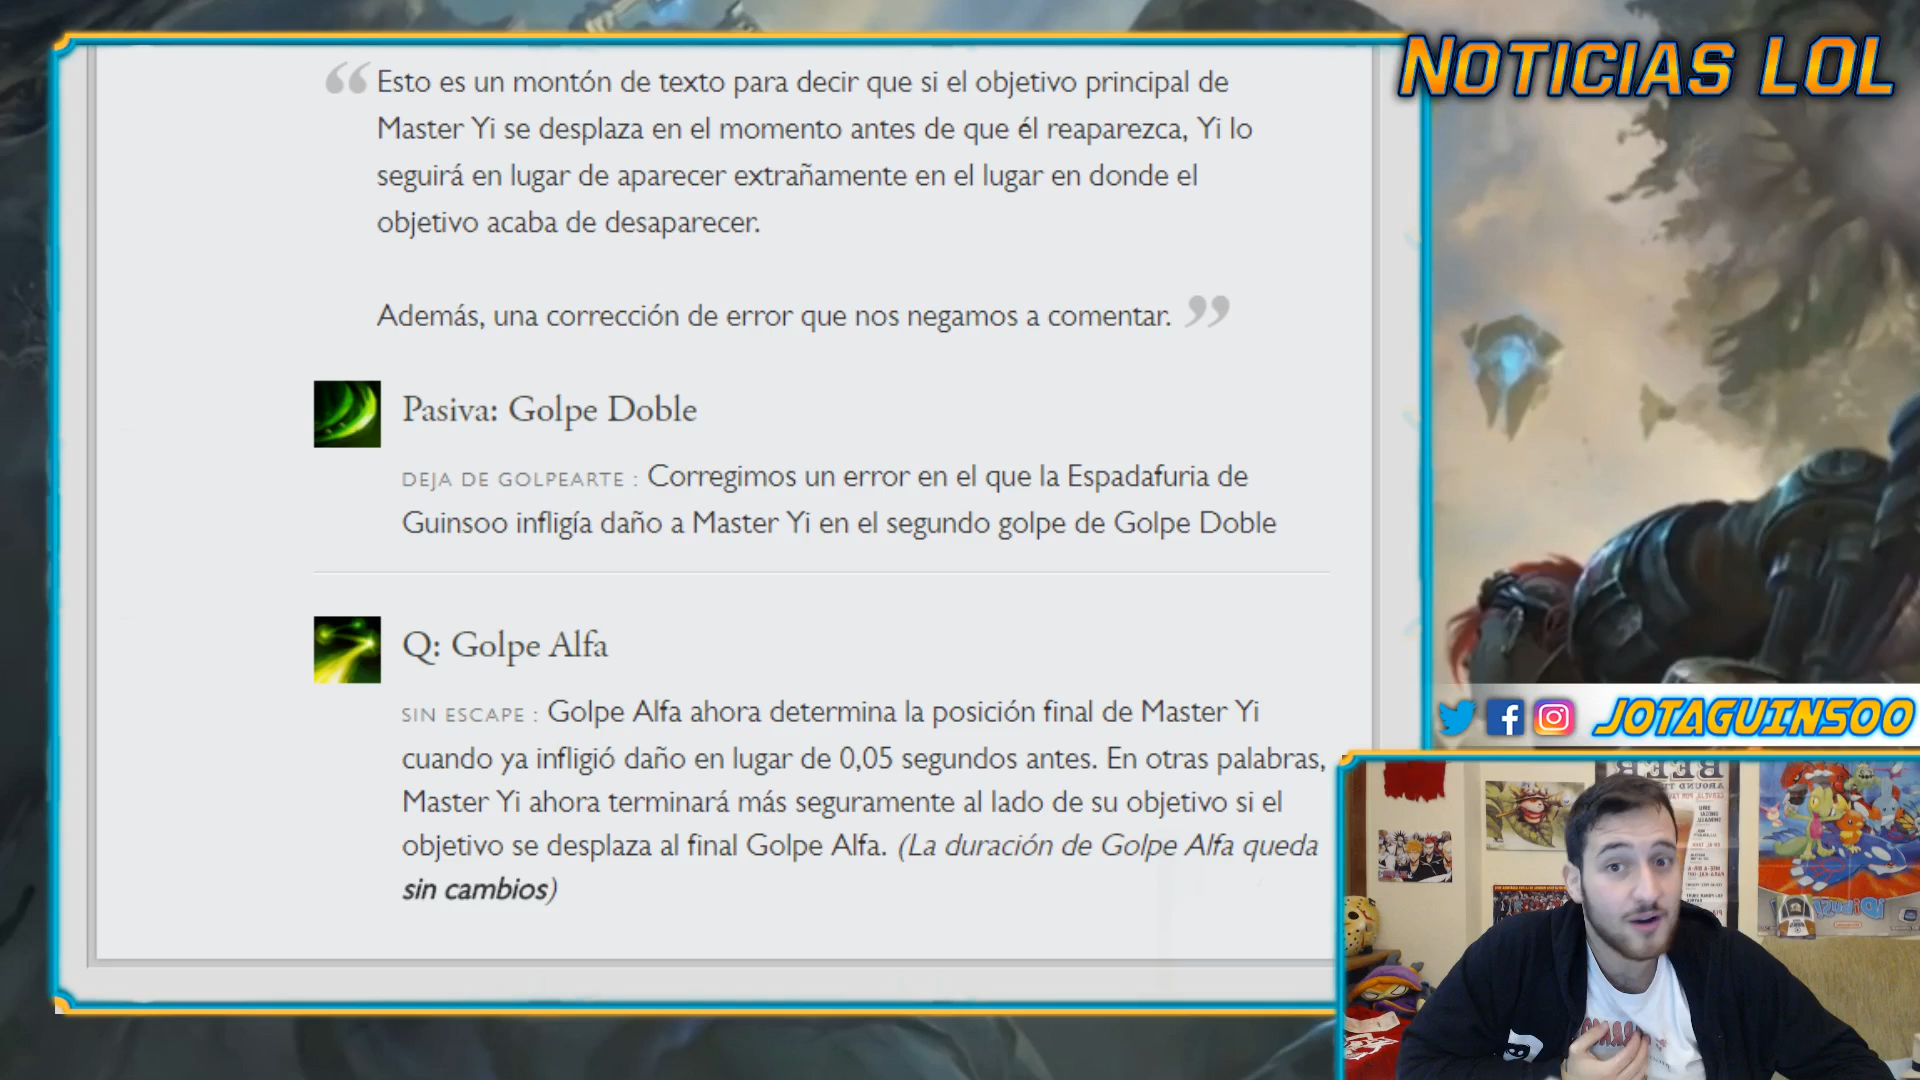 NOTICIAS LOL
“ Esto es un montón de texto para decir que si el objetivo principal de
Master Yi se desplaza en el momento antes de que él reaparezca, Yi lo
seguirá en lugar de aparecer extrañamente en el lugar en donde el
objetivo acaba de desaparecer.
Además, una corrección de error que nos negamos a comentar. ”
Pasiva: Golpe Doble
DEJA DE GOLPEARTE : Corregimos un error en el que la Espadafuria de
Guinsoo infligía daño a Master Yi en el segundo golpe de Golpe Doble
Q: Golpe Alfa
SIN ESCAPE : Golpe Alfa ahora determina la posición final de Master Yi
cuando ya infligió daño en lugar de 0,05 segundos antes. En otras palabras,
Master Yi ahora terminará más seguramente al lado de su objetivo si el
objetivo se desplaza al final Golpe Alfa. (La duración de Golpe Alfa queda
sin cambios)
JOTAGUINSOO
BEER
AROUND